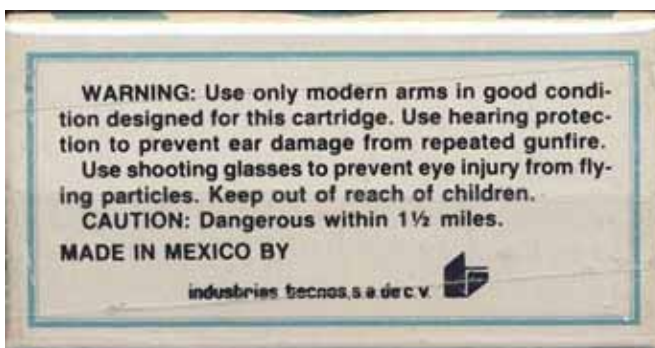 WARNING: Use only modern arms in good condi-
tion designed for this cartridge. Use hearing protec-
tion to prevent ear damage from repeated gunfire.
Use shooting glasses to prevent eye injury from fly-
ing particles. Keep out of reach of children.
CAUTION: Dangerous within 1½ miles.
MADE IN MEXICO BY
industrias tecnos, s.a. de c.v.